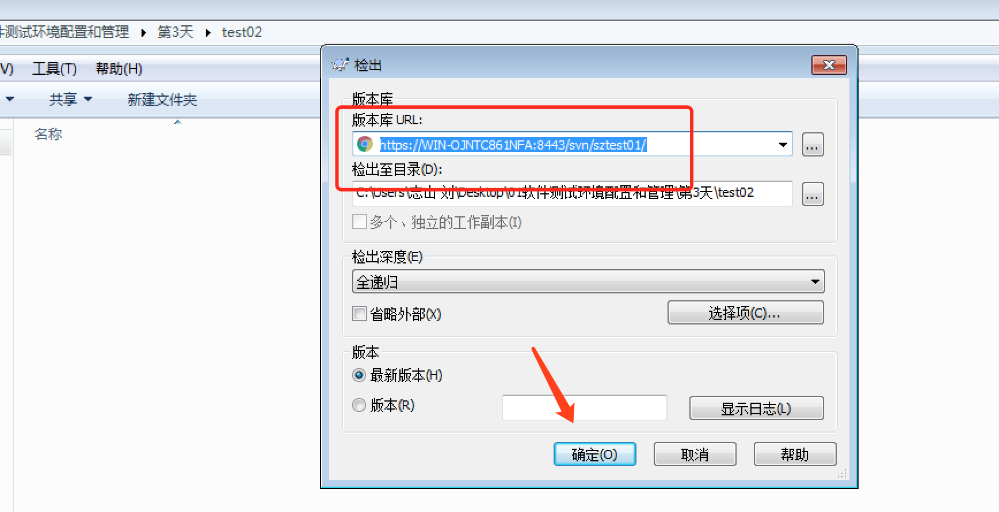 件测试环境配置和管理 第3天 test02
V) 工具(T) 帮助(H)
共享 新建文件夹
名称
检出
版本库
版本库 URL:
https://WIN-OJNTC861NFA:8443/svn/sztest01/
...
检出至目录(D):
C:\Users\志山 刘\Desktop\01软件测试环境配置和管理\第3天\test02
...
多个、独立的工作副本(I)
检出深度(E)
全递归
省略外部(X)
选择项(C)...
版本
最新版本(H)
版本(R)
显示日志(L)
确定(O) 取消 帮助